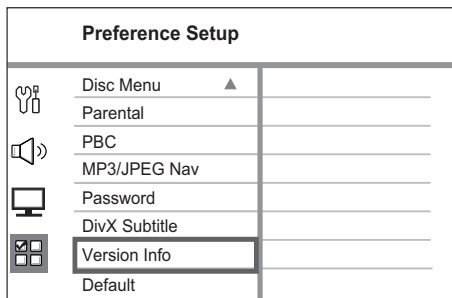 Preference Setup
Disc Menu
Parental
PBC
MP3/JPEG Nav
Password
DivX Subtitle
Version Info
Default